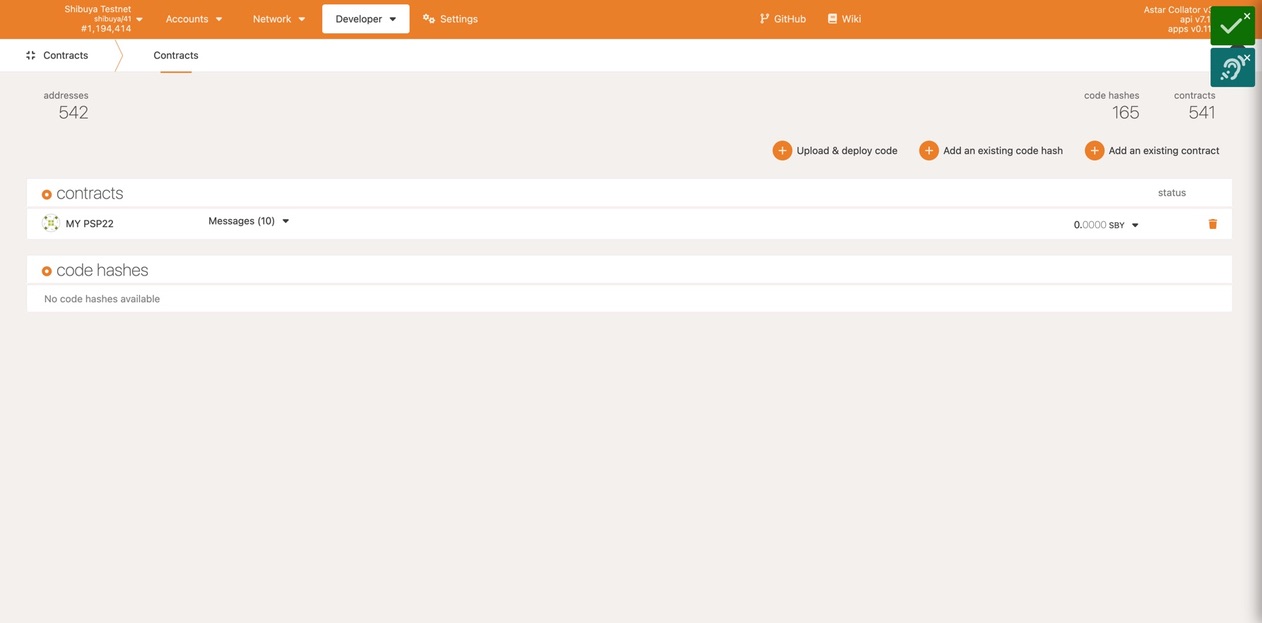 Shibuya Testnet
shibuya/41
#1,194,414
Accounts
Network
Developer
Settings
GitHub
Wiki
Astar Collator
api v7.1
apps v0.11
Contracts
Contracts
addresses
542
code hashes
165
contracts
541
Upload & deploy code
Add an existing code hash
Add an existing contract
contracts
status
MY PSP22
Messages (10)
0.0000 SBY
code hashes
No code hashes available